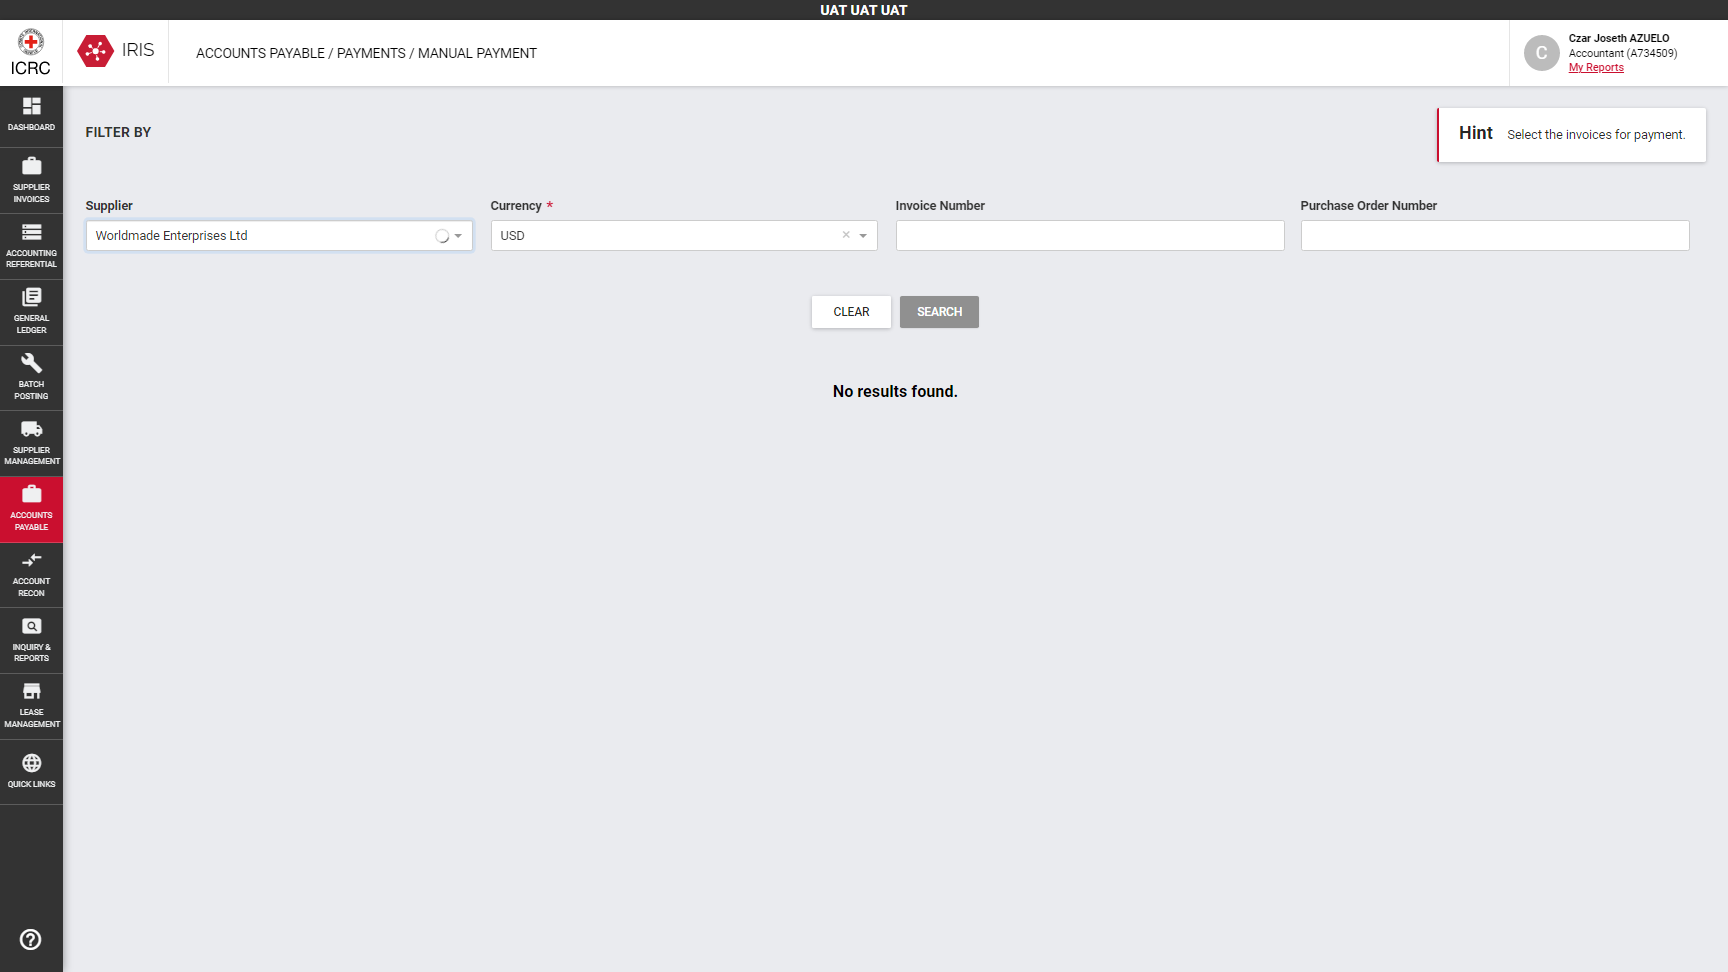 UAT UAT UAT
ICRC
IRIS
ACCOUNTS PAYABLE / PAYMENTS / MANUAL PAYMENT
C
Czar Joseth AZUELO
Accountant (A734509)
My Reports
DASHBOARD
SUPPLIER
INVOICES
ACCOUNTING
REFERENTIAL
GENERAL
LEDGER
BATCH
POSTING
SUPPLIER
MANAGEMENT
ACCOUNTS
PAYABLE
ACCOUNT
RECON
INQUIRY &
REPORTS
LEASE
MANAGEMENT
QUICK LINKS
FILTER BY
Hint Select the invoices for payment.
Supplier
Worldmade Enterprises Ltd
Currency *
USD
Invoice Number
Purchase Order Number
CLEAR
SEARCH
No results found.